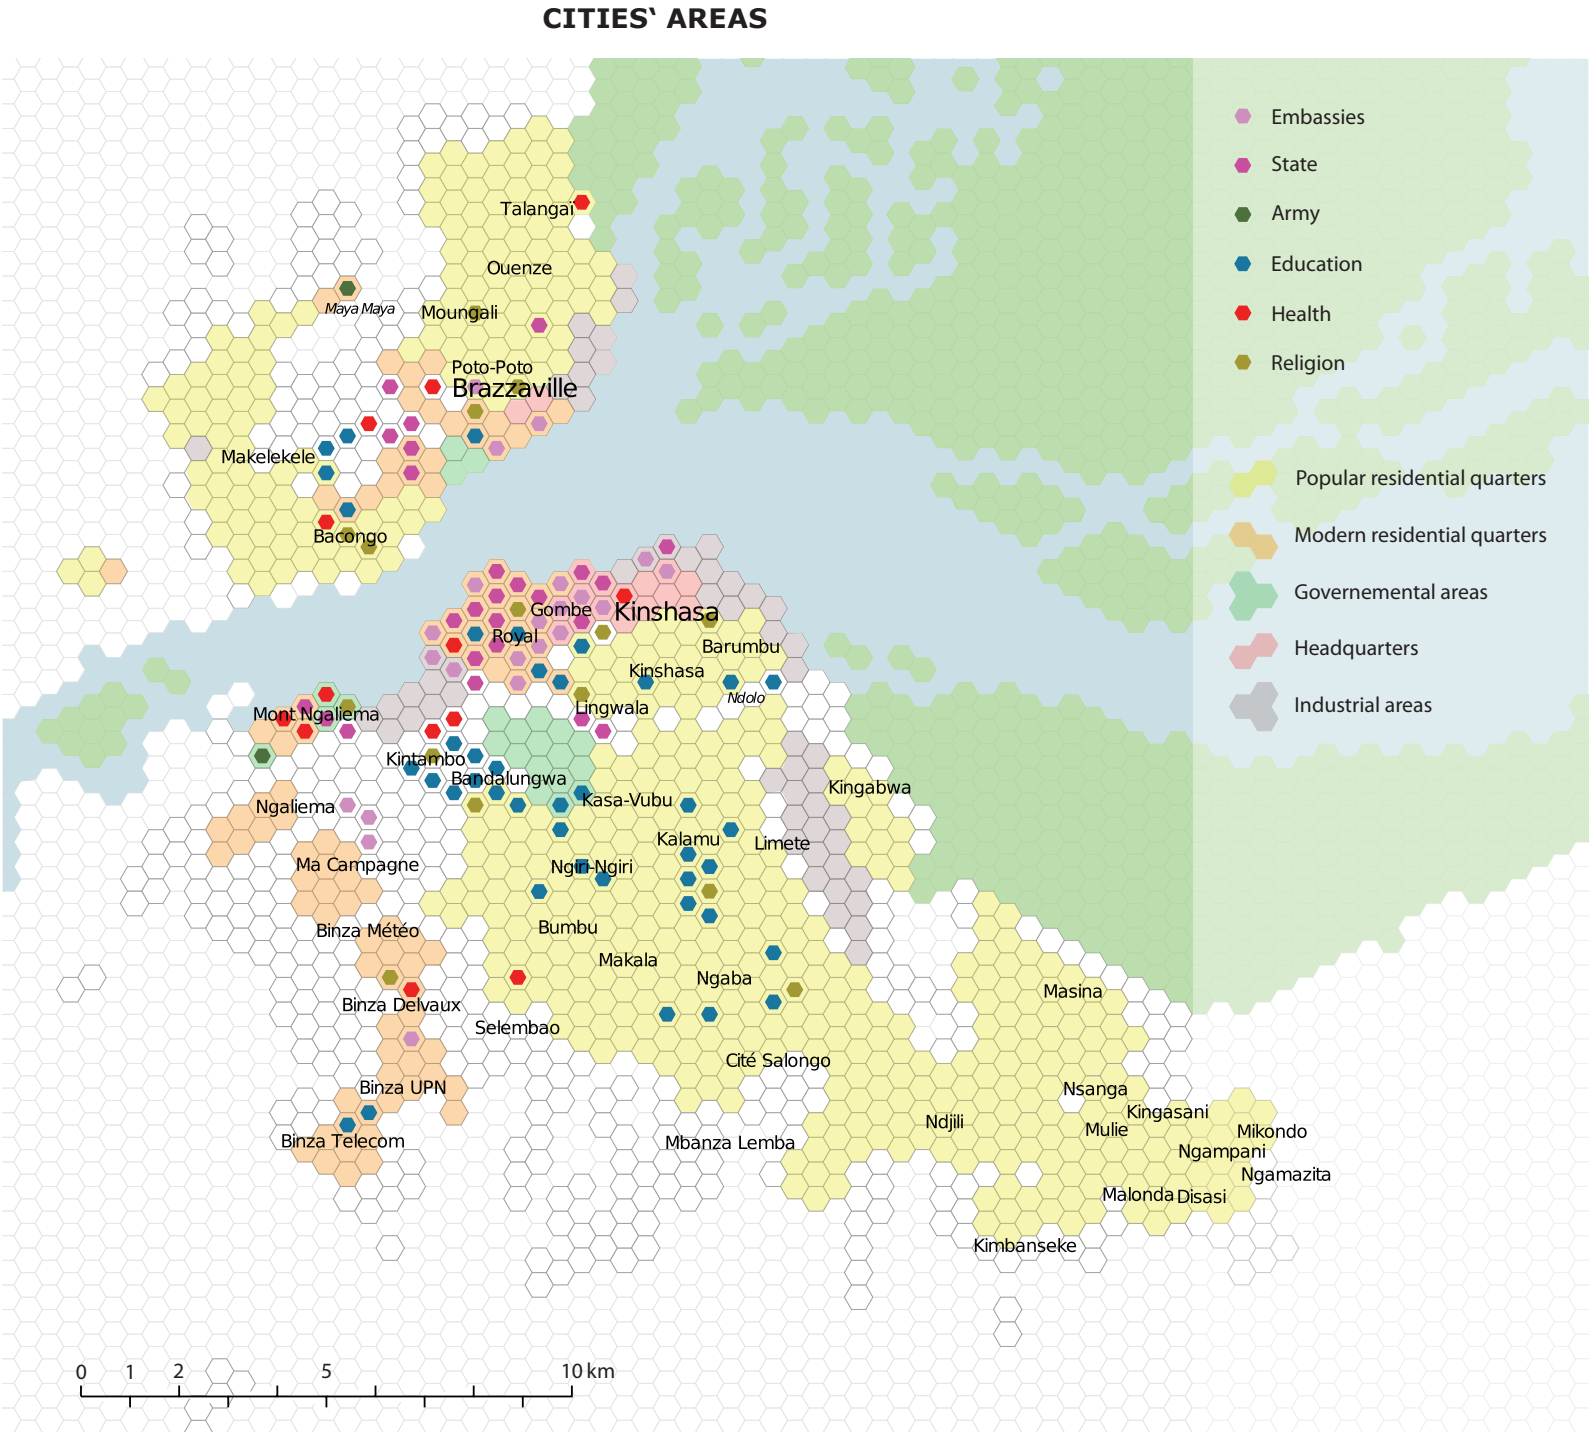 CITIES‘ AREAS
Embassies
State
Army
Education
Health
Religion
Popular residential quarters
Modern residential quarters
Governemental areas
Headquarters
Industrial areas
Talangaï
Ouenze
Maya Maya
Moungali
Poto-Poto
Brazzaville
Makelekele
Bacongo
Gombe
Kinshasa
Royal
Barumbu
Kinshasa
Ndolo
Lingwala
Mont Ngaliema
Kintambo
Bandalungwa
Kingabwa
Ngaliema
Kasa-Vubu
Kalamu
Limete
Ma Campagne
Ngiri-Ngiri
Binza Météo
Bumbu
Makala
Ngaba
Masina
Binza Delvaux
Selembao
Cité Salongo
Binza UPN
Nsanga
Kingasani
Ndjili
Mulie
Mikondo
Binza Telecom
Mbanza Lemba
Ngampani
Ngamazita
Malonda
Disasi
Kimbanseke
0 1 2 5 10 km